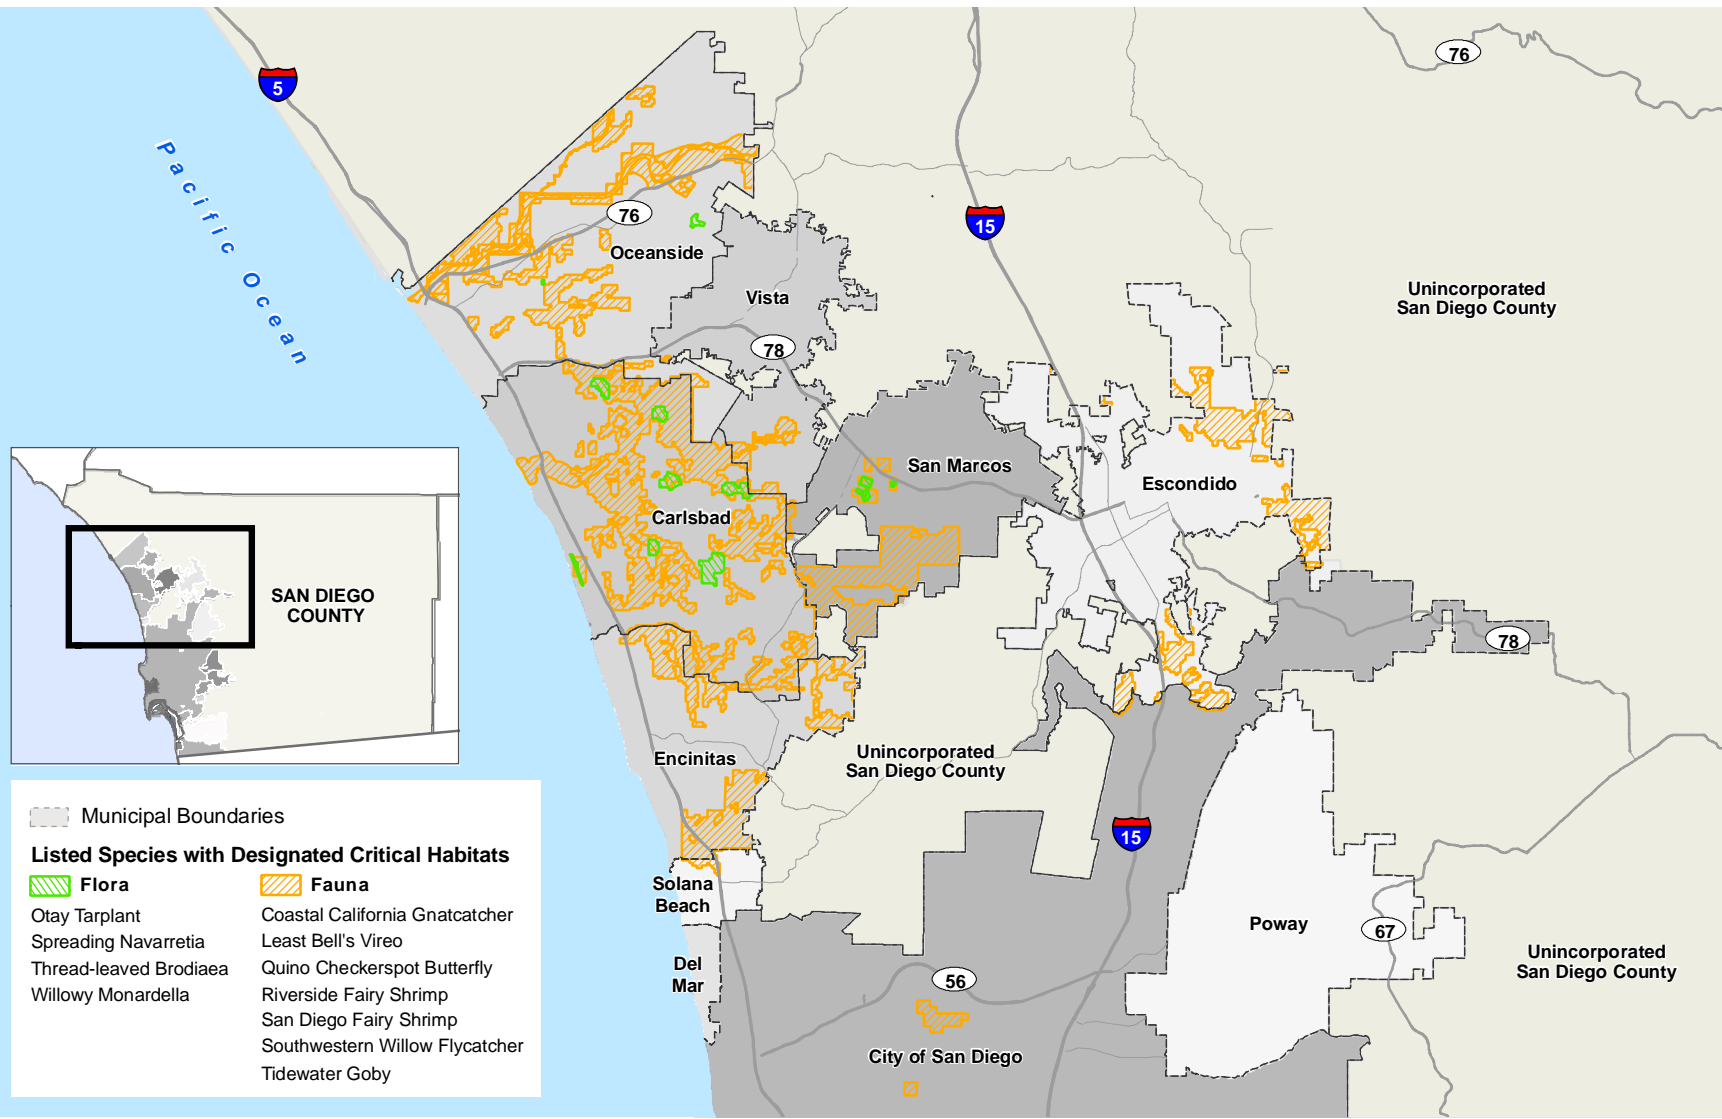 5
76
Pacific Ocean
76
15
Oceanside
Vista
Unincorporated
San Diego County
78
San Marcos
Escondido
Carlsbad
SAN DIEGO
COUNTY
78
Unincorporated
San Diego County
Encinitas
15
Solana
Beach
Poway
67
Del
Mar
Unincorporated
San Diego County
56
City of San Diego
Municipal Boundaries
Listed Species with Designated Critical Habitats
Flora
Otay Tarplant
Spreading Navarretia
Thread-leaved Brodiaea
Willowy Monardella
Fauna
Coastal California Gnatcatcher
Least Bell's Vireo
Quino Checkerspot Butterfly
Riverside Fairy Shrimp
San Diego Fairy Shrimp
Southwestern Willow Flycatcher
Tidewater Goby